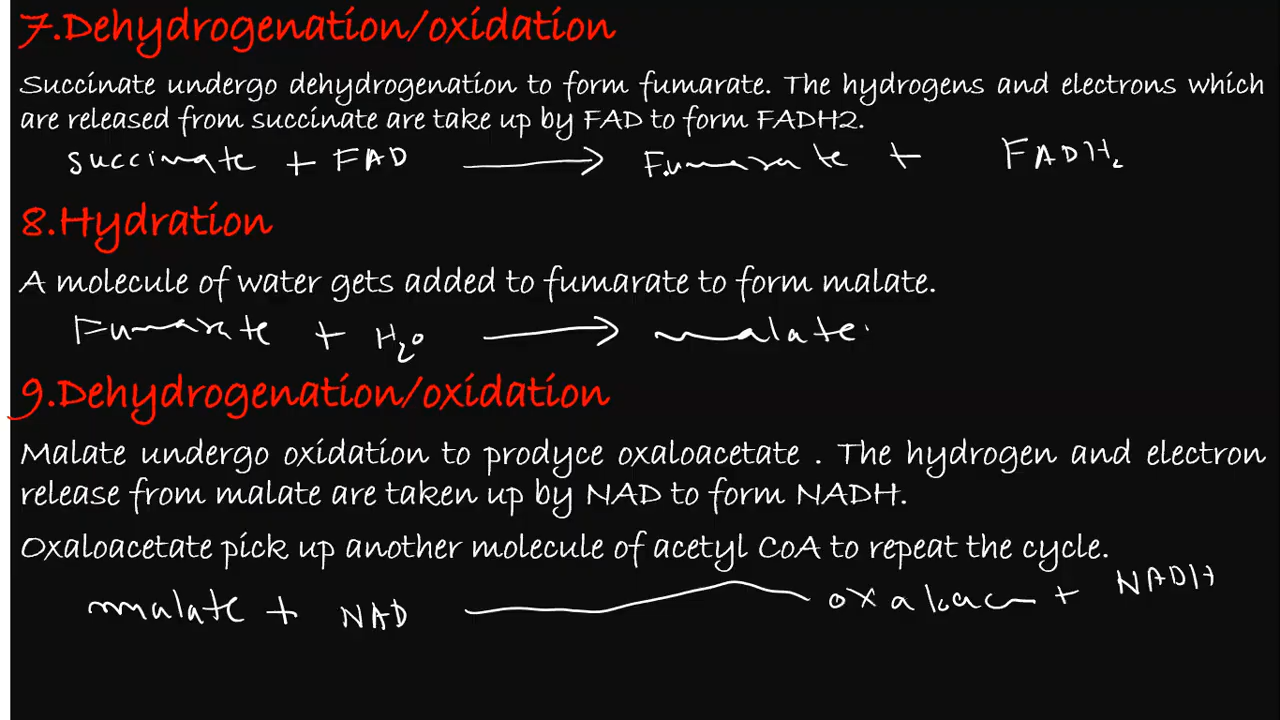 7.Dehydrogenation/oxidation
Succinate undergo dehydrogenation to form fumarate. The hydrogens and electrons which
are released from succinate are take up by FAD to form FADH2.
Succinate + FAD → Fumarate + FADH₂
8.Hydration
A molecule of water gets added to fumarate to form malate.
Fumarate + H₂O → malate
9.Dehydrogenation/oxidation
Malate undergo oxidation to produce oxaloacetate . The hydrogen and electron
release from malate are taken up by NAD to form NADH.
Oxaloacetate pick up another molecule of acetyl CoA to repeat the cycle.
malate + NAD oxaloac + NADH